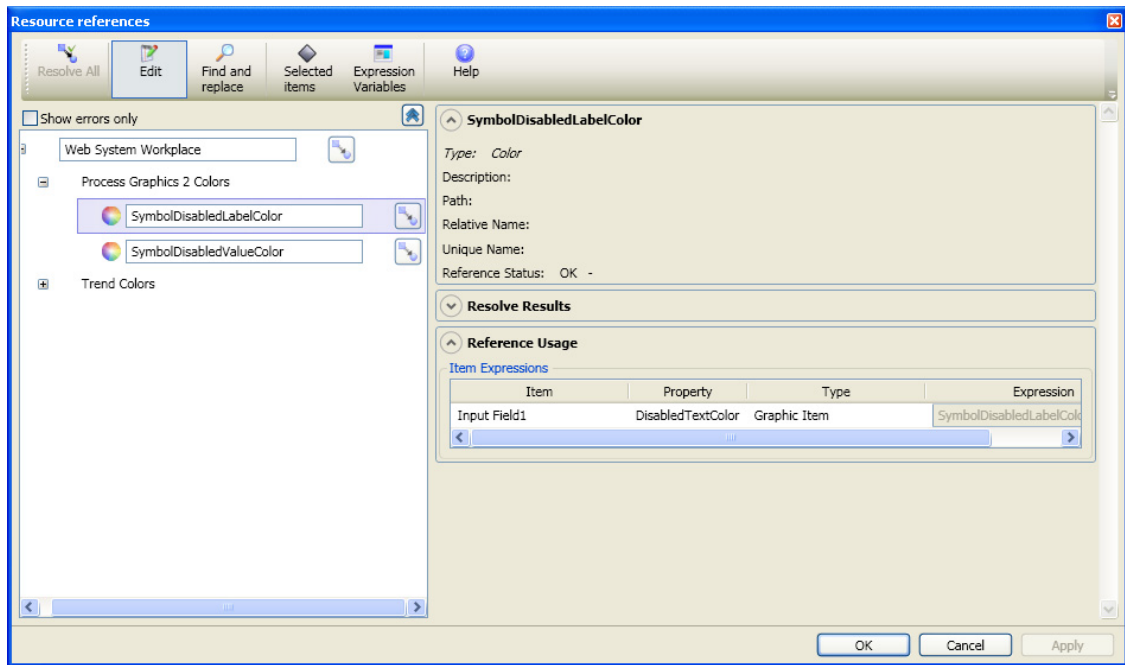 Resource references
Resolve All
Edit
Find and
replace
Selected
items
Expression
Variables
Help
Show errors only
Web System Workplace
Process Graphics 2 Colors
SymbolDisabledLabelColor
SymbolDisabledValueColor
Trend Colors
SymbolDisabledLabelColor
Type: Color
Description:
Path:
Relative Name:
Unique Name:
Reference Status: OK -
Resolve Results
Reference Usage
Item Expressions
Item Property Type Expression
Input Field1 DisabledTextColor Graphic Item SymbolDisabledLabelColo
OK Cancel Apply